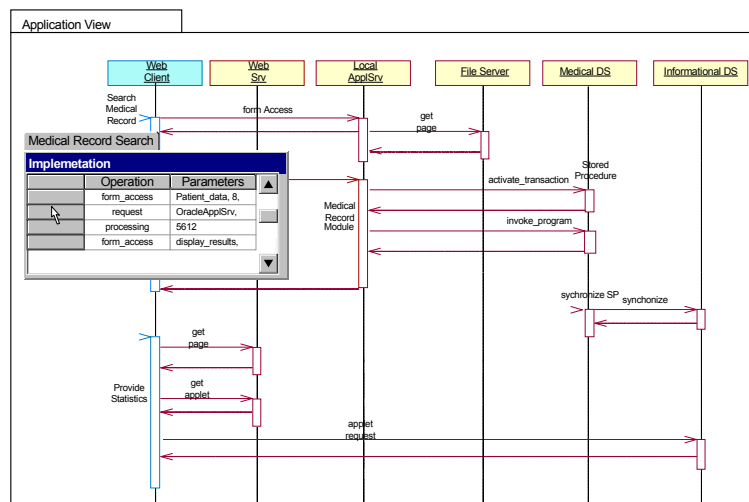 Application View
Web
Client
Web
Srv
Local
ApplSrv
File Server
Medical DS
Informational DS
Search
Medical
Record
form Access
get
page
Medical Record Search
Implemetation
Operation Parameters
form_access Patient_data, 8,
request OracleApplSrv,
processing 5612
form_access display_results,
Medical
Record
Module
activate_transaction
Stored
Procedure
invoke_program
sychronize SP
synchonize
get
page
Provide
Statistics
get
applet
applet
request